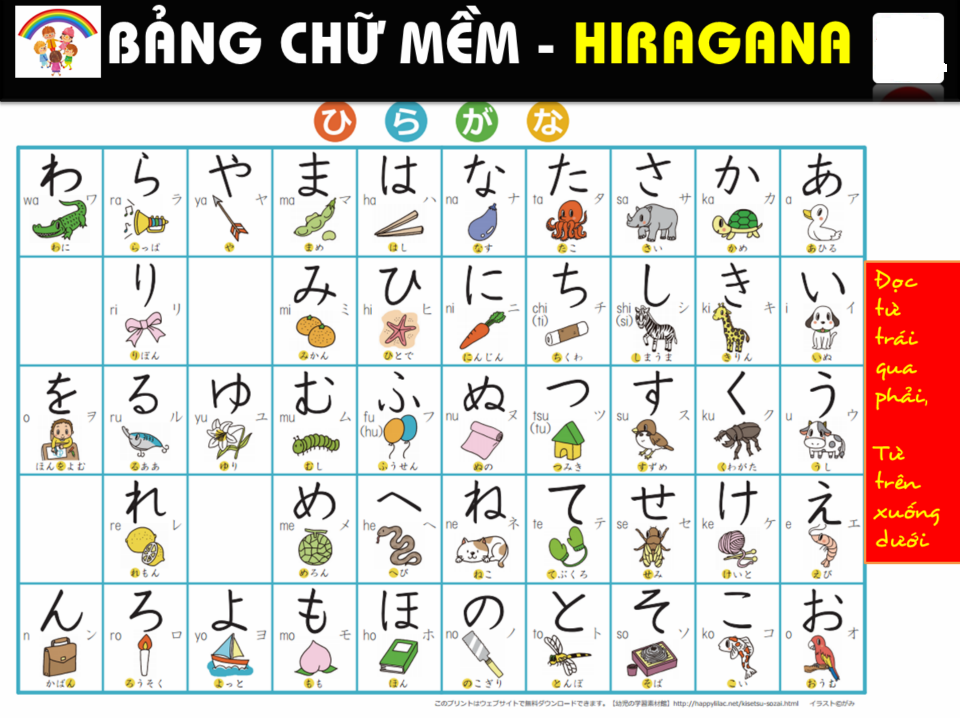 BẢNG CHỮ MỀM - HIRAGANA
ひらがな
わ ら や ま は な た さ か あ
wa ワ ra ラ ya ヤ ma マ ha ハ na ナ ta タ sa サ ka カ a ア
わに らっぱ や まめ はし なす たこ さい かめ あひる
り み ひ に ち し き い
ri リ mi ミ hi ヒ ni ニ chi (ti) チ shi (si) シ ki キ i イ
りぼん みかん ひとで にんじん ちくわ しまうま きりん いぬ
を る ゆ む ふ ぬ つ す く う
o ヲ ru ル yu ユ mu ム fu (hu) フ nu ヌ tsu (tu) ツ su ス ku ク u ウ
ほんをよむ るああ ゆり むし ふうせん ぬの つみき すずめ くわがた うし
れ め へ ね て せ け え
re レ me メ he ヘ ne ネ te テ se セ ke ケ e エ
れもん めろん へび ねこ てぶくろ せみ けいと えび
ん ろ よ も ほ の と そ こ お
n ン ro ロ yo ヨ mo モ ho ホ no ノ to ト so ソ ko コ o オ
かばん ろうそく よっと もも ほん のこぎり とんぼ そば こい おうむ
Đọc
từ
trái
qua
phải,
Từ
trên
xuống
dưới
このプリントはウェブサイトで無料ダウンロードできます。【幼児の学習素材館】http://happylilac.net/kisetsu-sozai.html イラスト©がみ